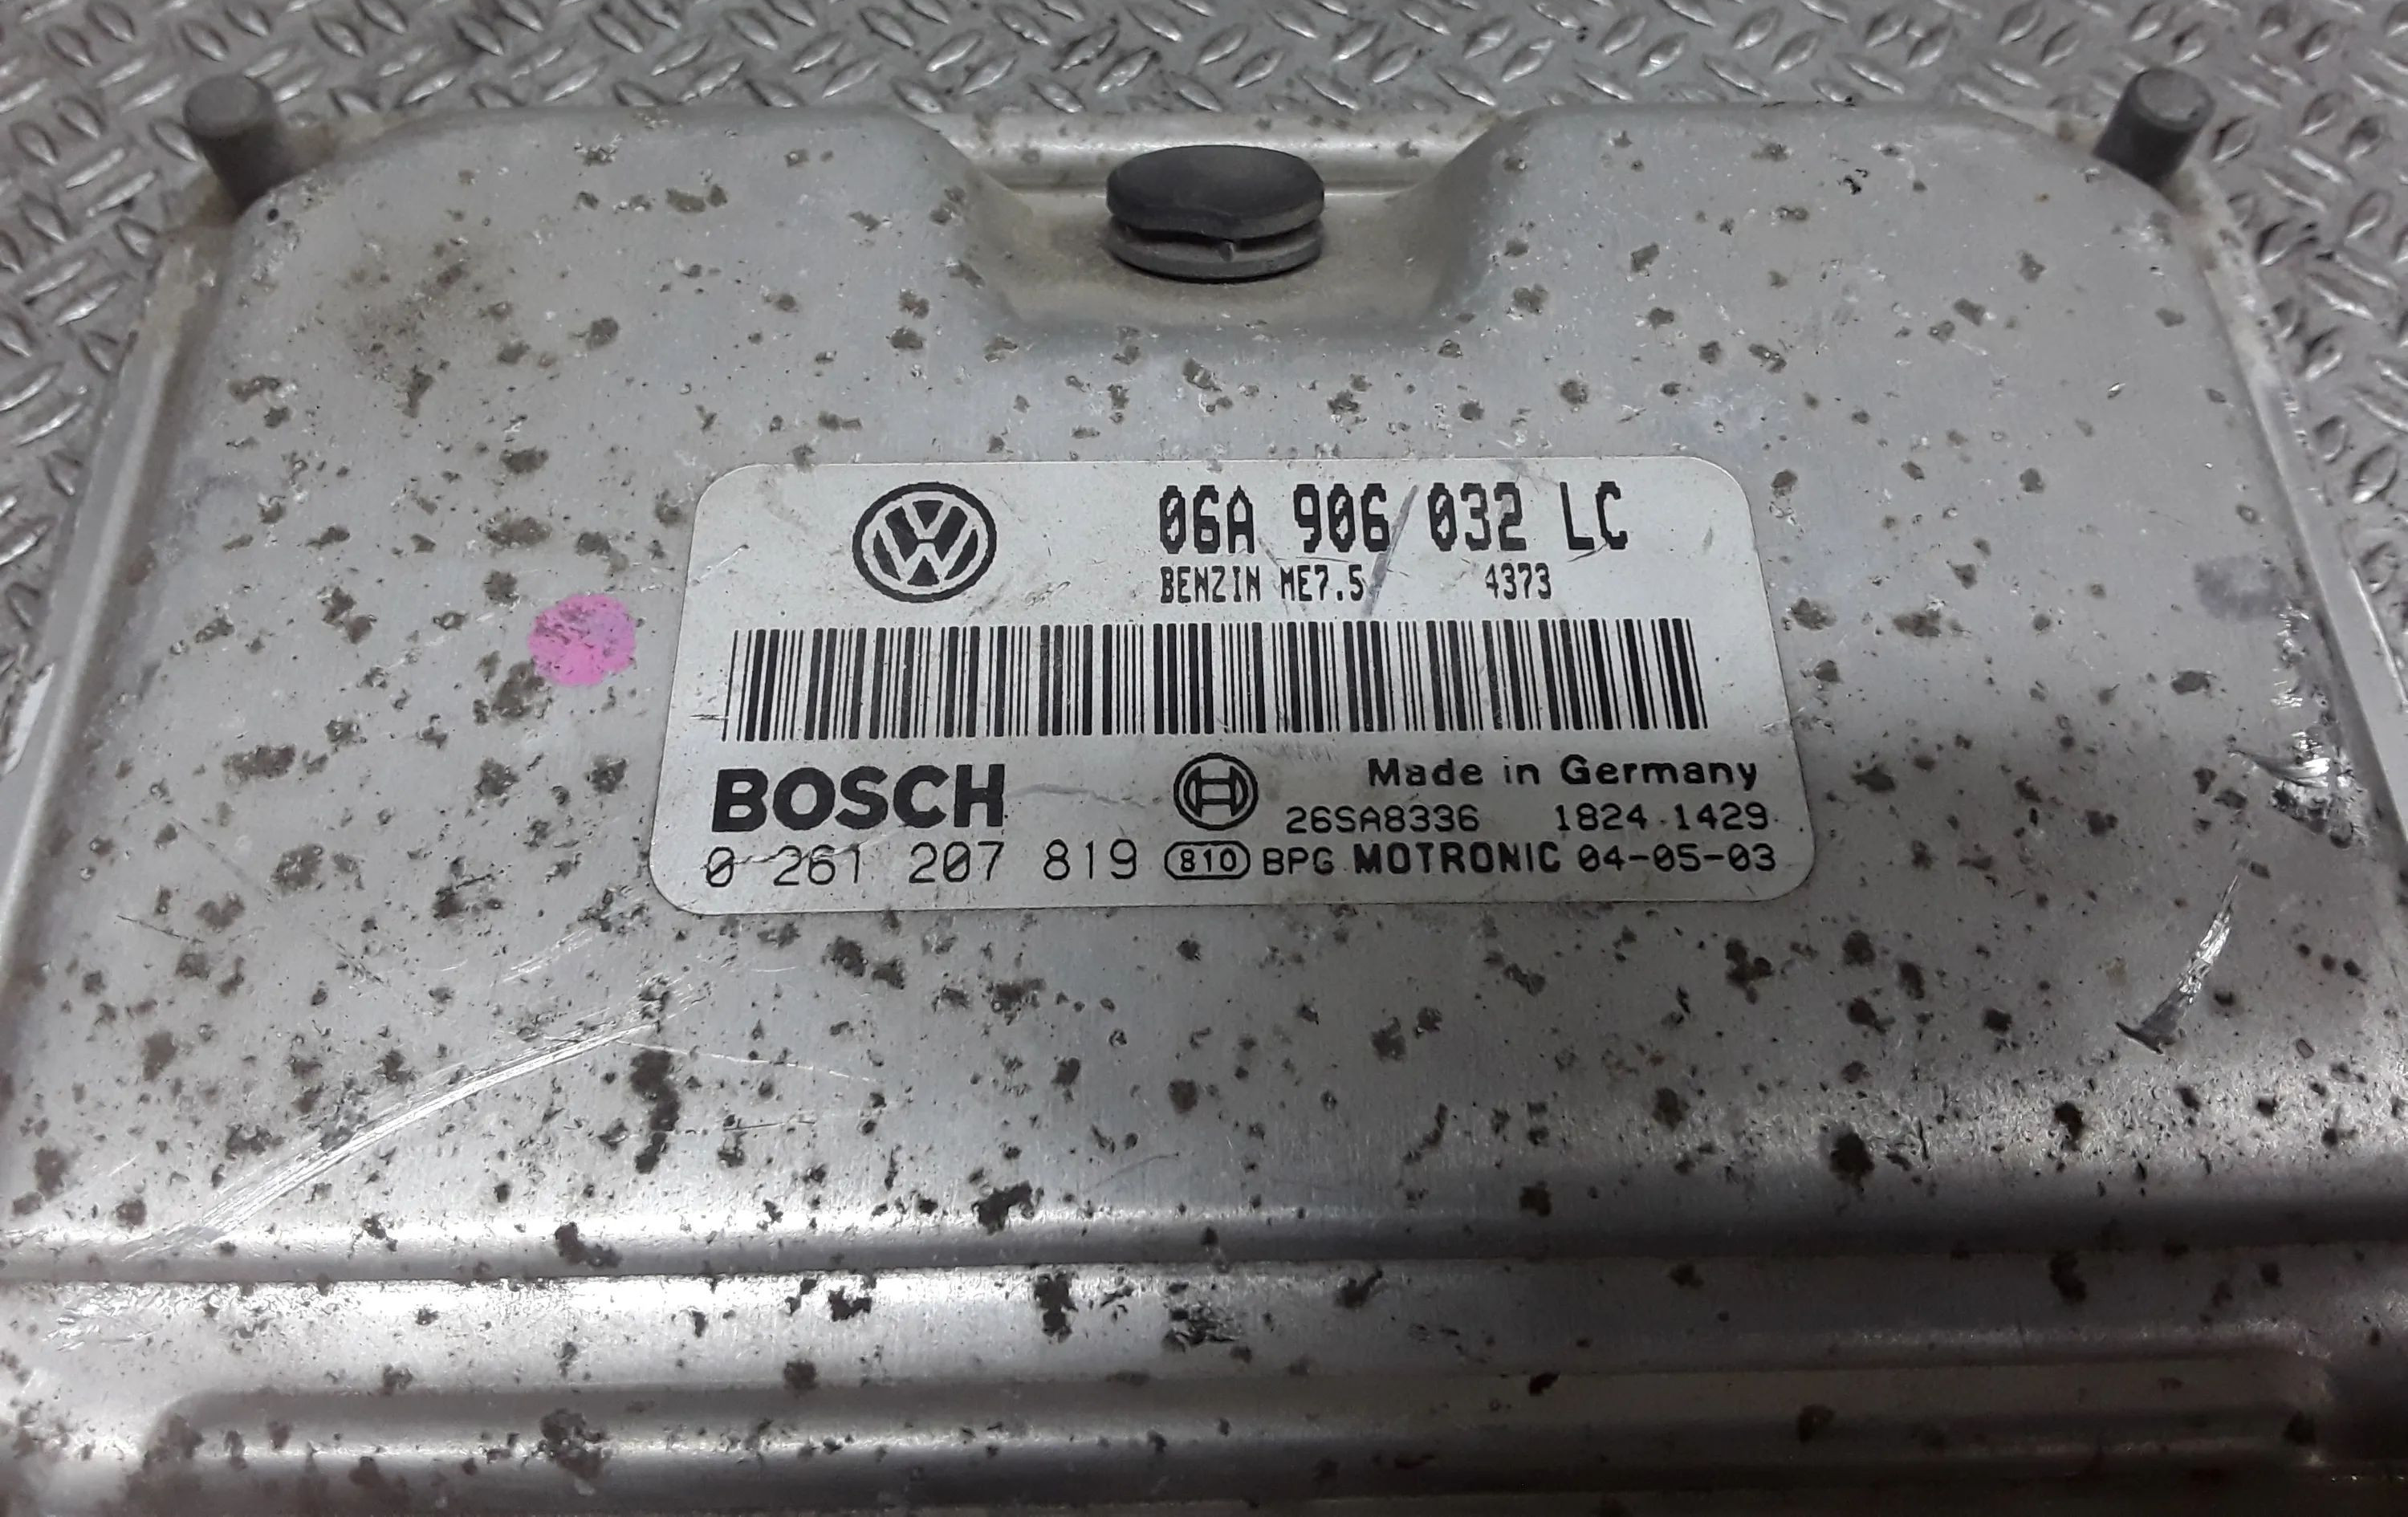 06A 906 032 LC
BENZIN ME7.5 4373
BOSCH
Made in Germany
26SA8336 1824 1429
0 261 207 819 810 BPG MOTRONIC 04-05-03